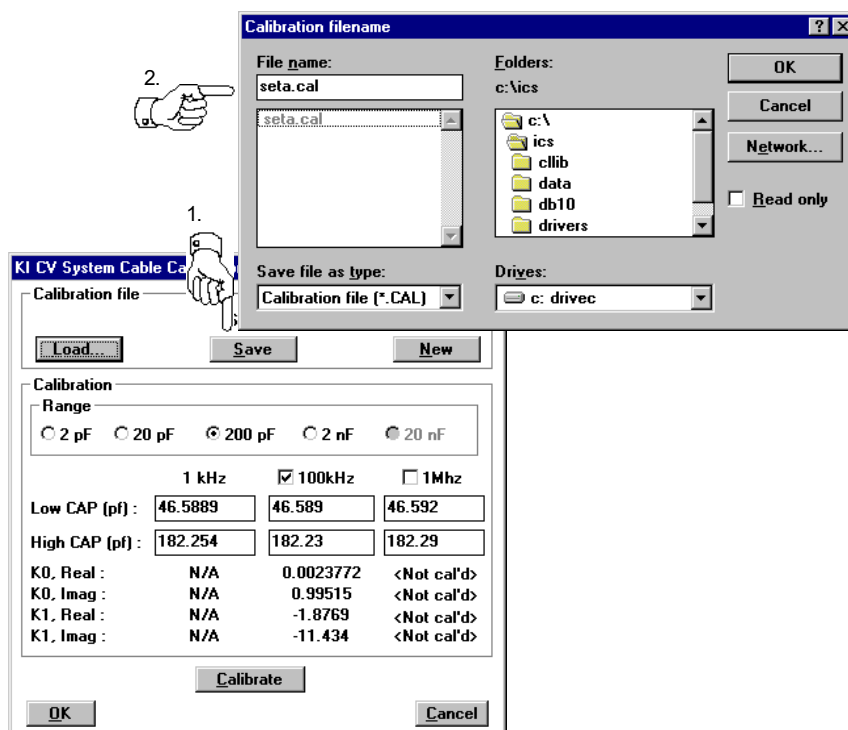 Calibration filename
2.
File name:
seta.cal
seta.cal
Save file as type:
Calibration file (*.CAL)
Folders:
c:\ics
c:\
ics
cllib
data
db10
drivers
Drives:
c: drivec
OK
Cancel
Network...
Read only
1.
KI CV System Cable Ca
Calibration file
Load...
Save
New
Calibration
Range
2 pF 20 pF 200 pF 2 nF 20 nF
1 kHz 100kHz 1Mhz
Low CAP (pf) : 46.5889 46.589 46.592
High CAP (pf) : 182.254 182.23 182.29
K0, Real : N/A 0.0023772 <Not cal'd>
K0, Imag : N/A 0.99515 <Not cal'd>
K1, Real : N/A -1.8769 <Not cal'd>
K1, Imag : N/A -11.434 <Not cal'd>
Calibrate
OK
Cancel